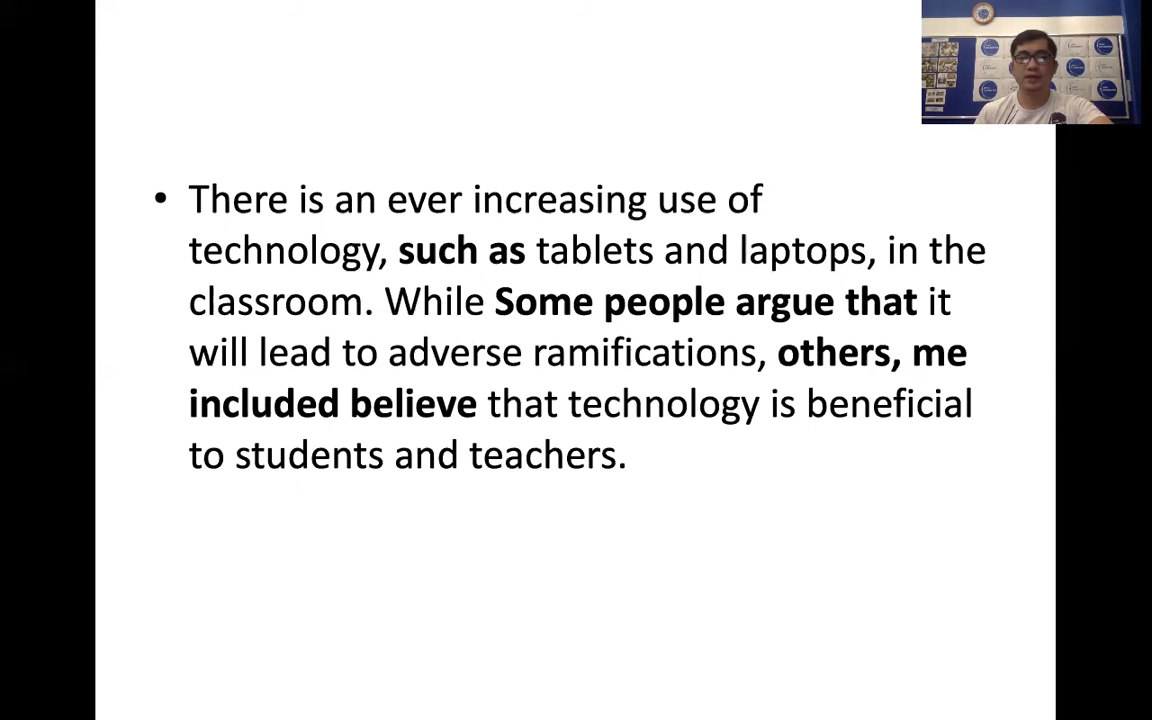 • There is an ever increasing use of
technology, such as tablets and laptops, in the
classroom. While Some people argue that it
will lead to adverse ramifications, others, me
included believe that technology is beneficial
to students and teachers.